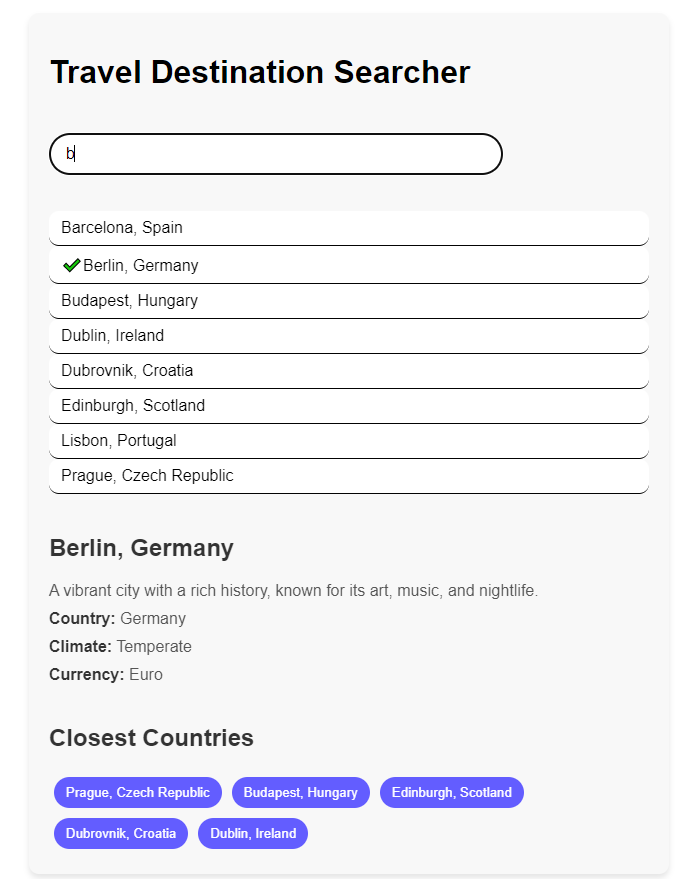 Travel Destination Searcher
b
Barcelona, Spain
Berlin, Germany
Budapest, Hungary
Dublin, Ireland
Dubrovnik, Croatia
Edinburgh, Scotland
Lisbon, Portugal
Prague, Czech Republic
Berlin, Germany
A vibrant city with a rich history, known for its art, music, and nightlife.
Country: Germany
Climate: Temperate
Currency: Euro
Closest Countries
Prague, Czech Republic Budapest, Hungary Edinburgh, Scotland
Dubrovnik, Croatia Dublin, Ireland